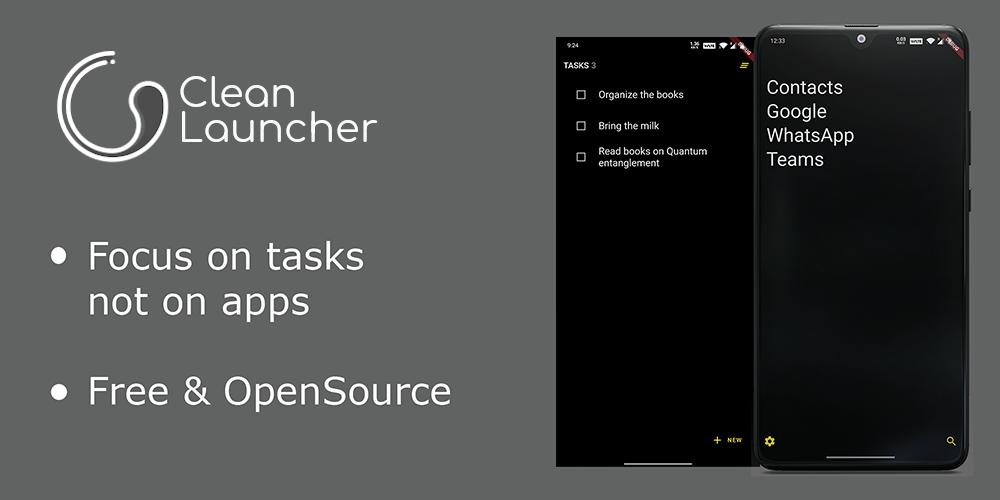 Clean
Launcher
• Focus on tasks
not on apps
• Free & OpenSource
9:24
TASKS 3
Organize the books
Bring the milk
Read books on Quantum
entanglement
+ NEW
12:33
Contacts
Google
WhatsApp
Teams